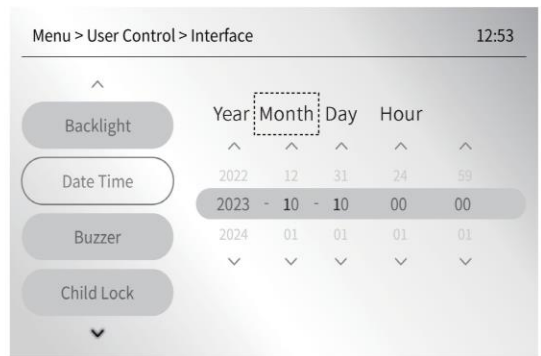 Menu > User Control > Interface 12:53
Backlight
Date Time
Buzzer
Child Lock
Year Month Day Hour
2022 12 31 24 59
2023 - 10 - 10 00 00
2024 01 01 01 01